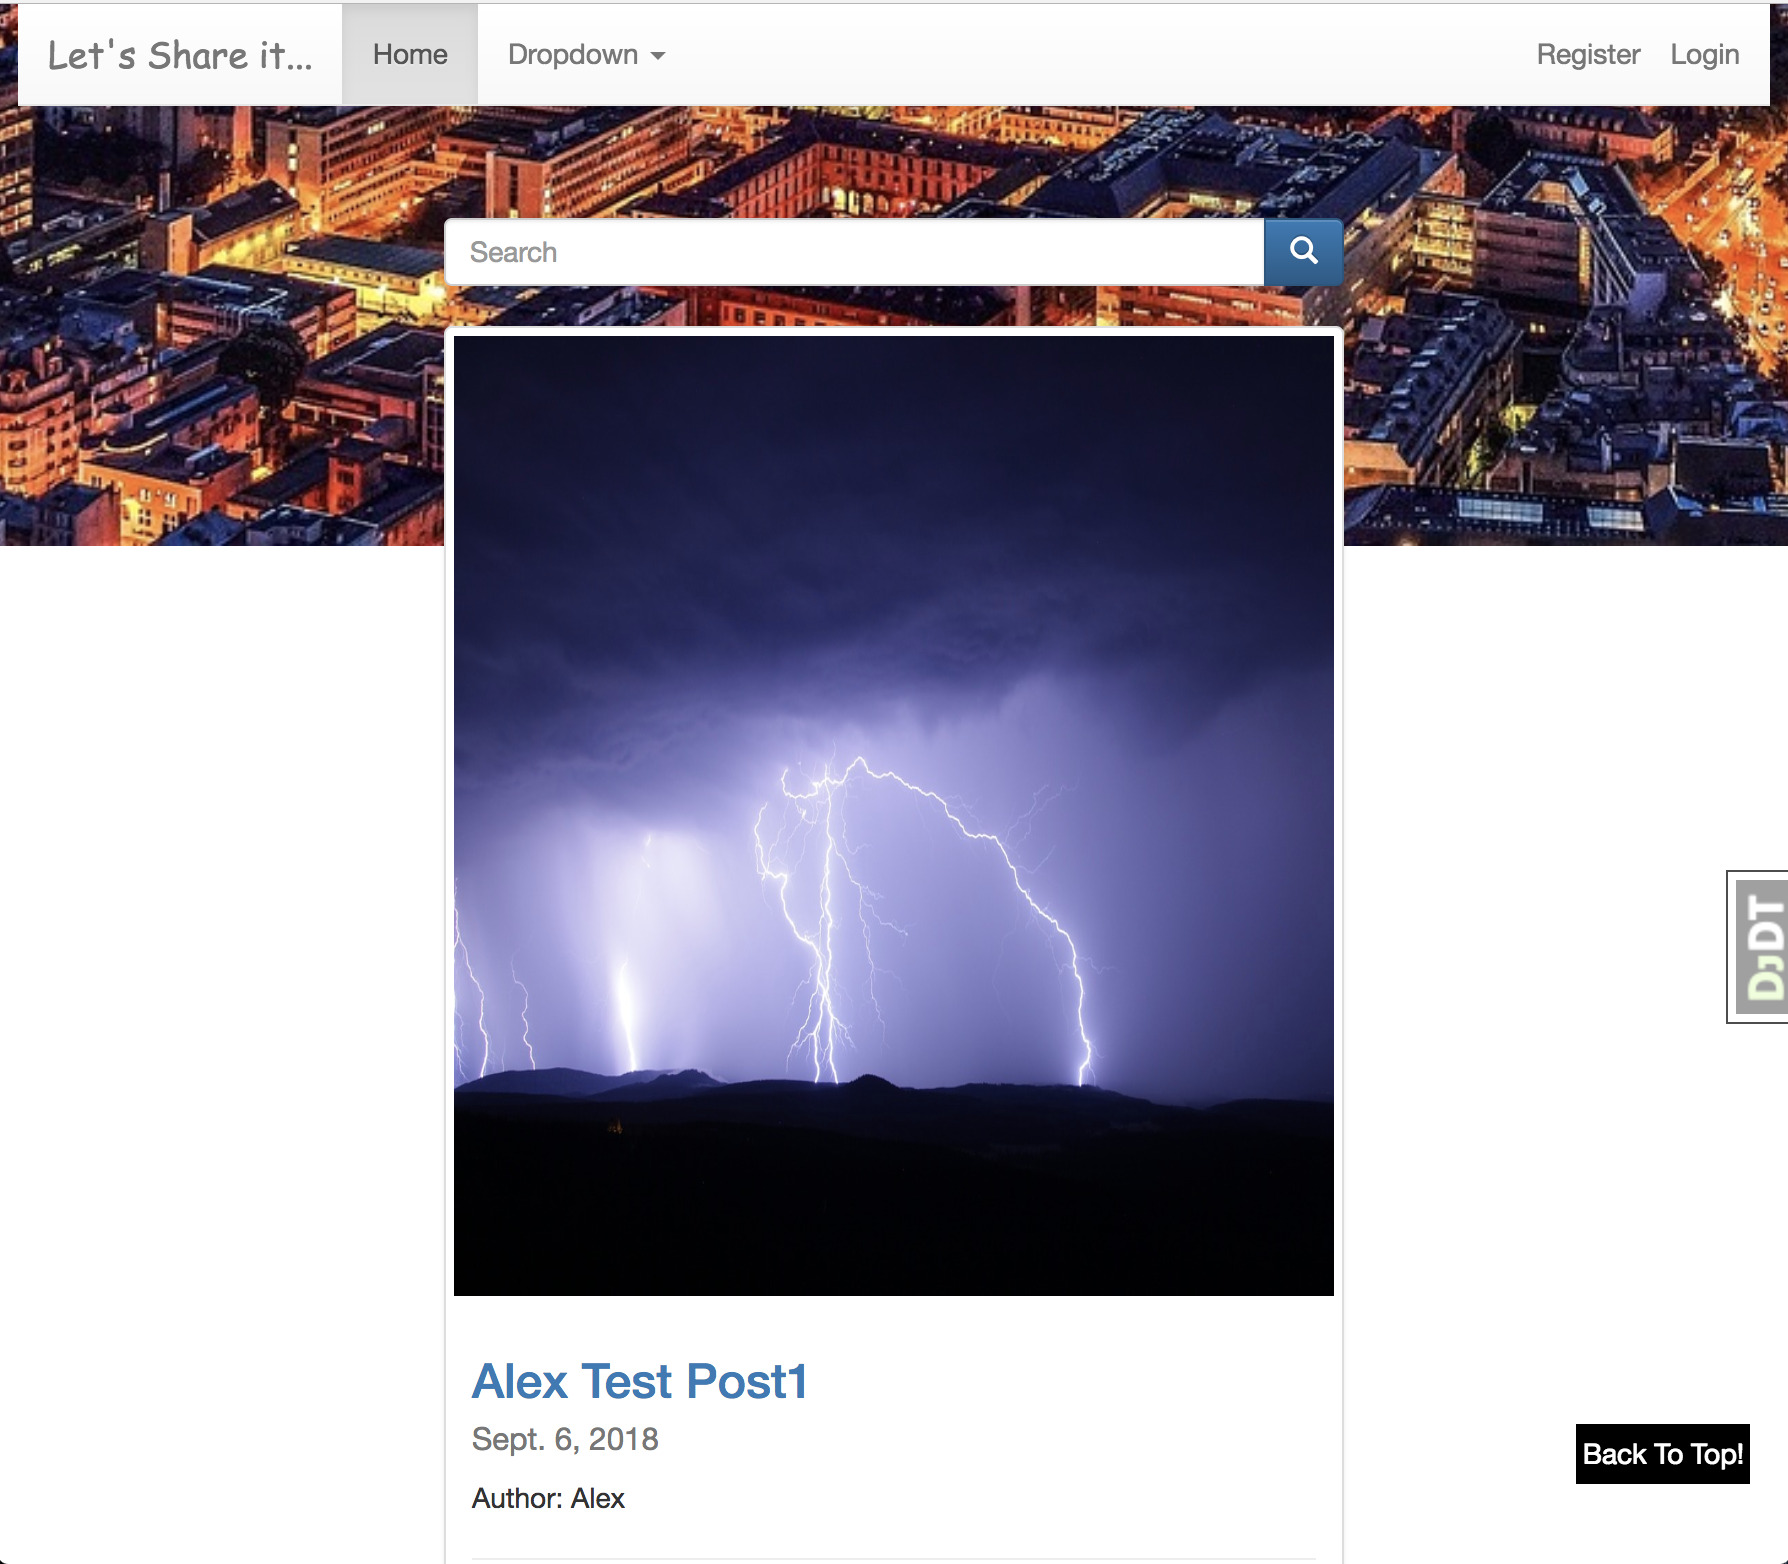 Let's Share it...
Home
Dropdown
Register
Login
Search
DjDT
Alex Test Post1
Sept. 6, 2018
Author: Alex
Back To Top!